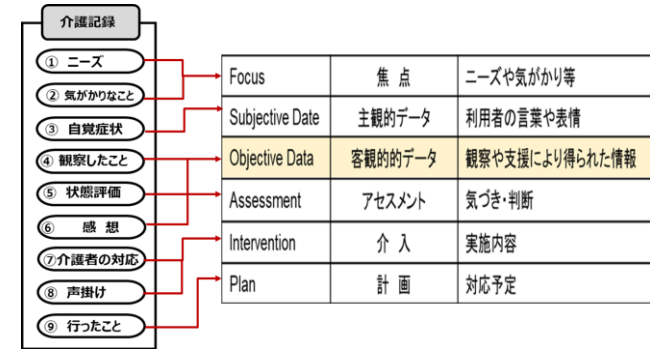 介護記録
① ニーズ
② 気がかりなこと
③ 自覚症状
④ 観察したこと
⑤ 状態評価
⑥ 感 想
⑦介護者の対応
⑧ 声掛け
⑨ 行ったこと
Focus 焦 点 ニーズや気がかり等
Subjective Date 主観的データ 利用者の言葉や表情
Objective Data 客観的的データ 観察や支援により得られた情報
Assessment アセスメント 気づき・判断
Intervention 介 入 実施内容
Plan 計 画 対応予定